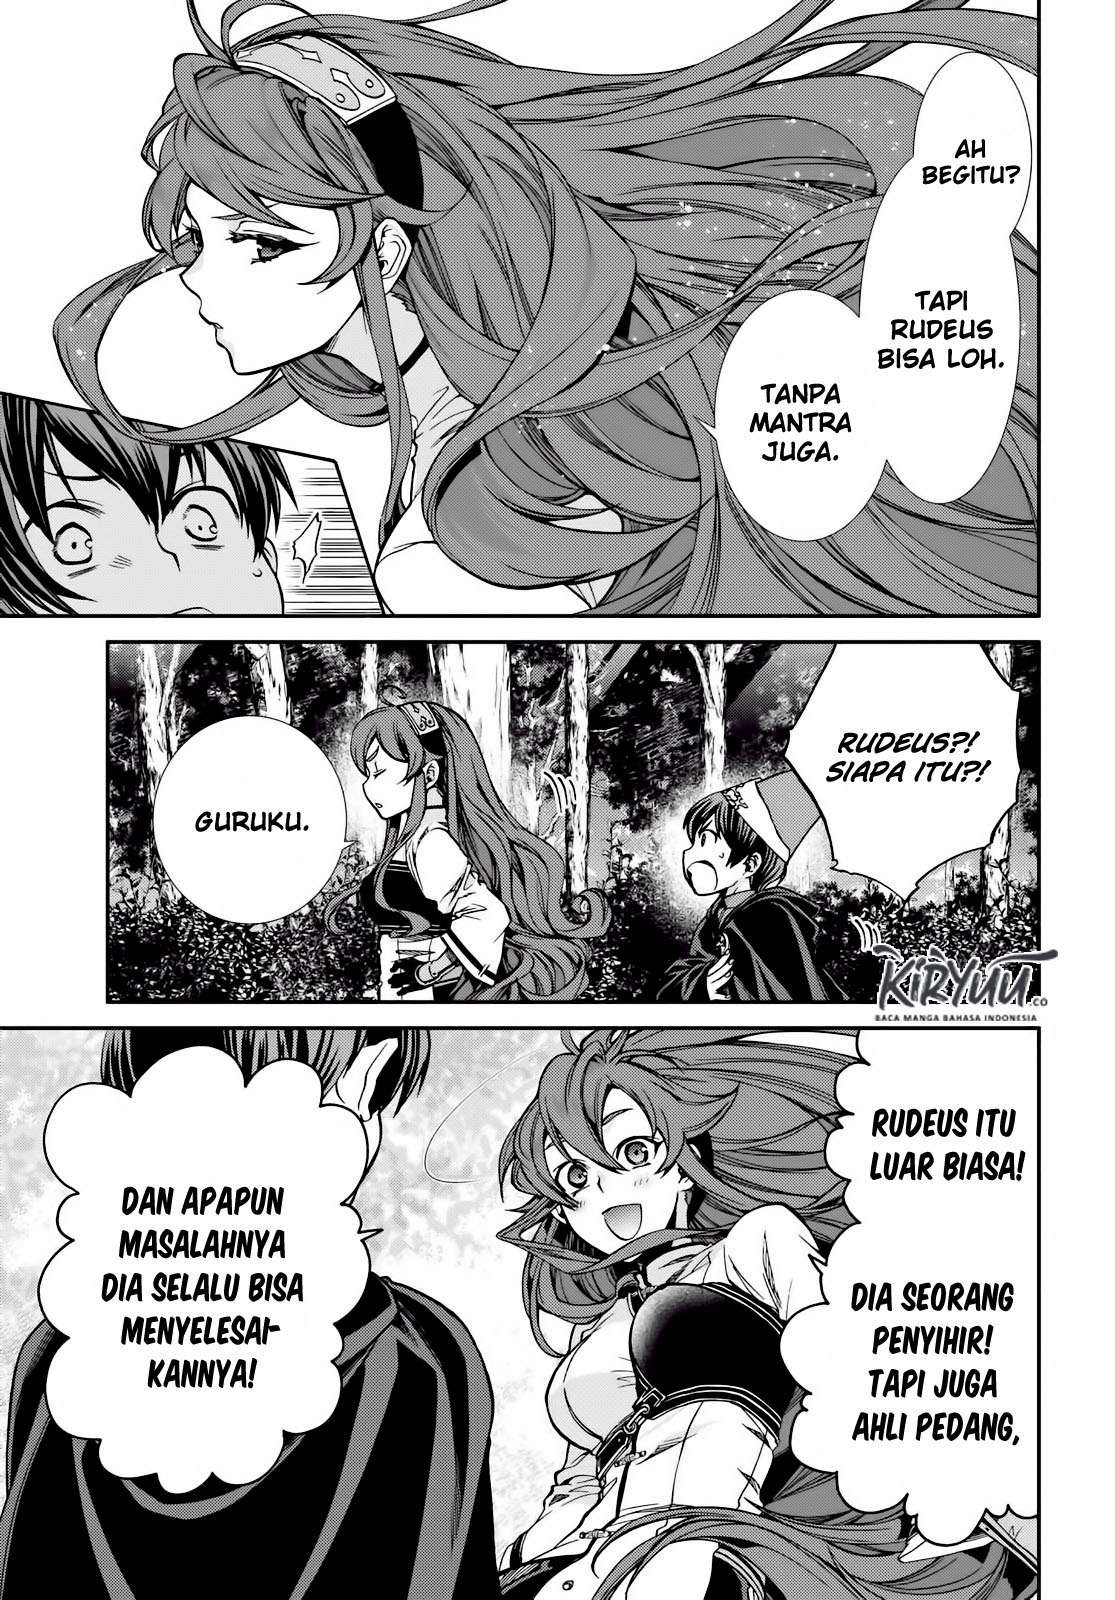 AH
BEGITU?
TAPI
RUDEUS
BISA LOH.
TANPA
MANTRA
JUGA.
RUDEUS?!
SIAPA ITU?!
GURUKU.
KIRYUU.CO
BACA MANGA BAHASA INDONESIA
RUDEUS ITU
LUAR BIASA!
DIA SEORANG
PENYIHIR!
TAPI JUGA
AHLI PEDANG,
DAN APAPUN
MASALAHNYA
DIA SELALU BISA
MENYELESAI-
KANNYA!